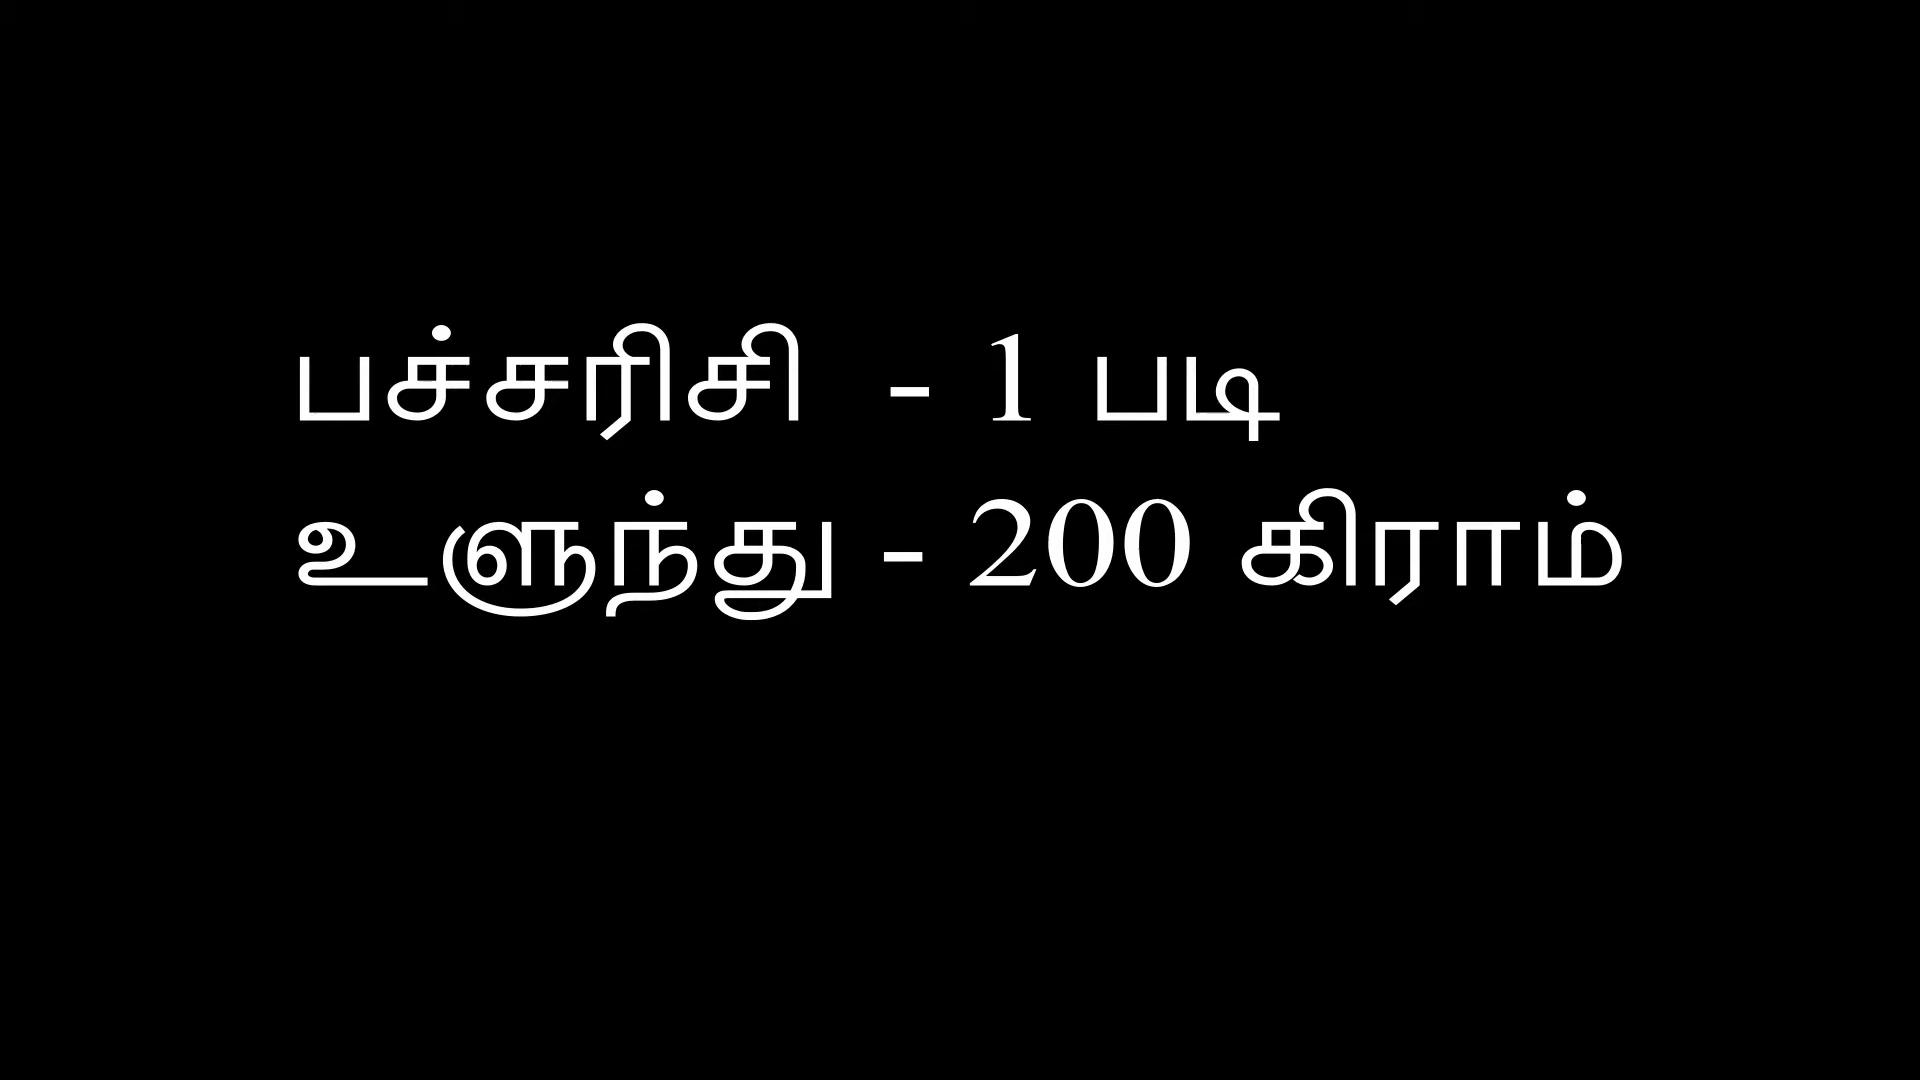 பச்சரிசி - 1 படி
உளுந்து - 200 கிராம்